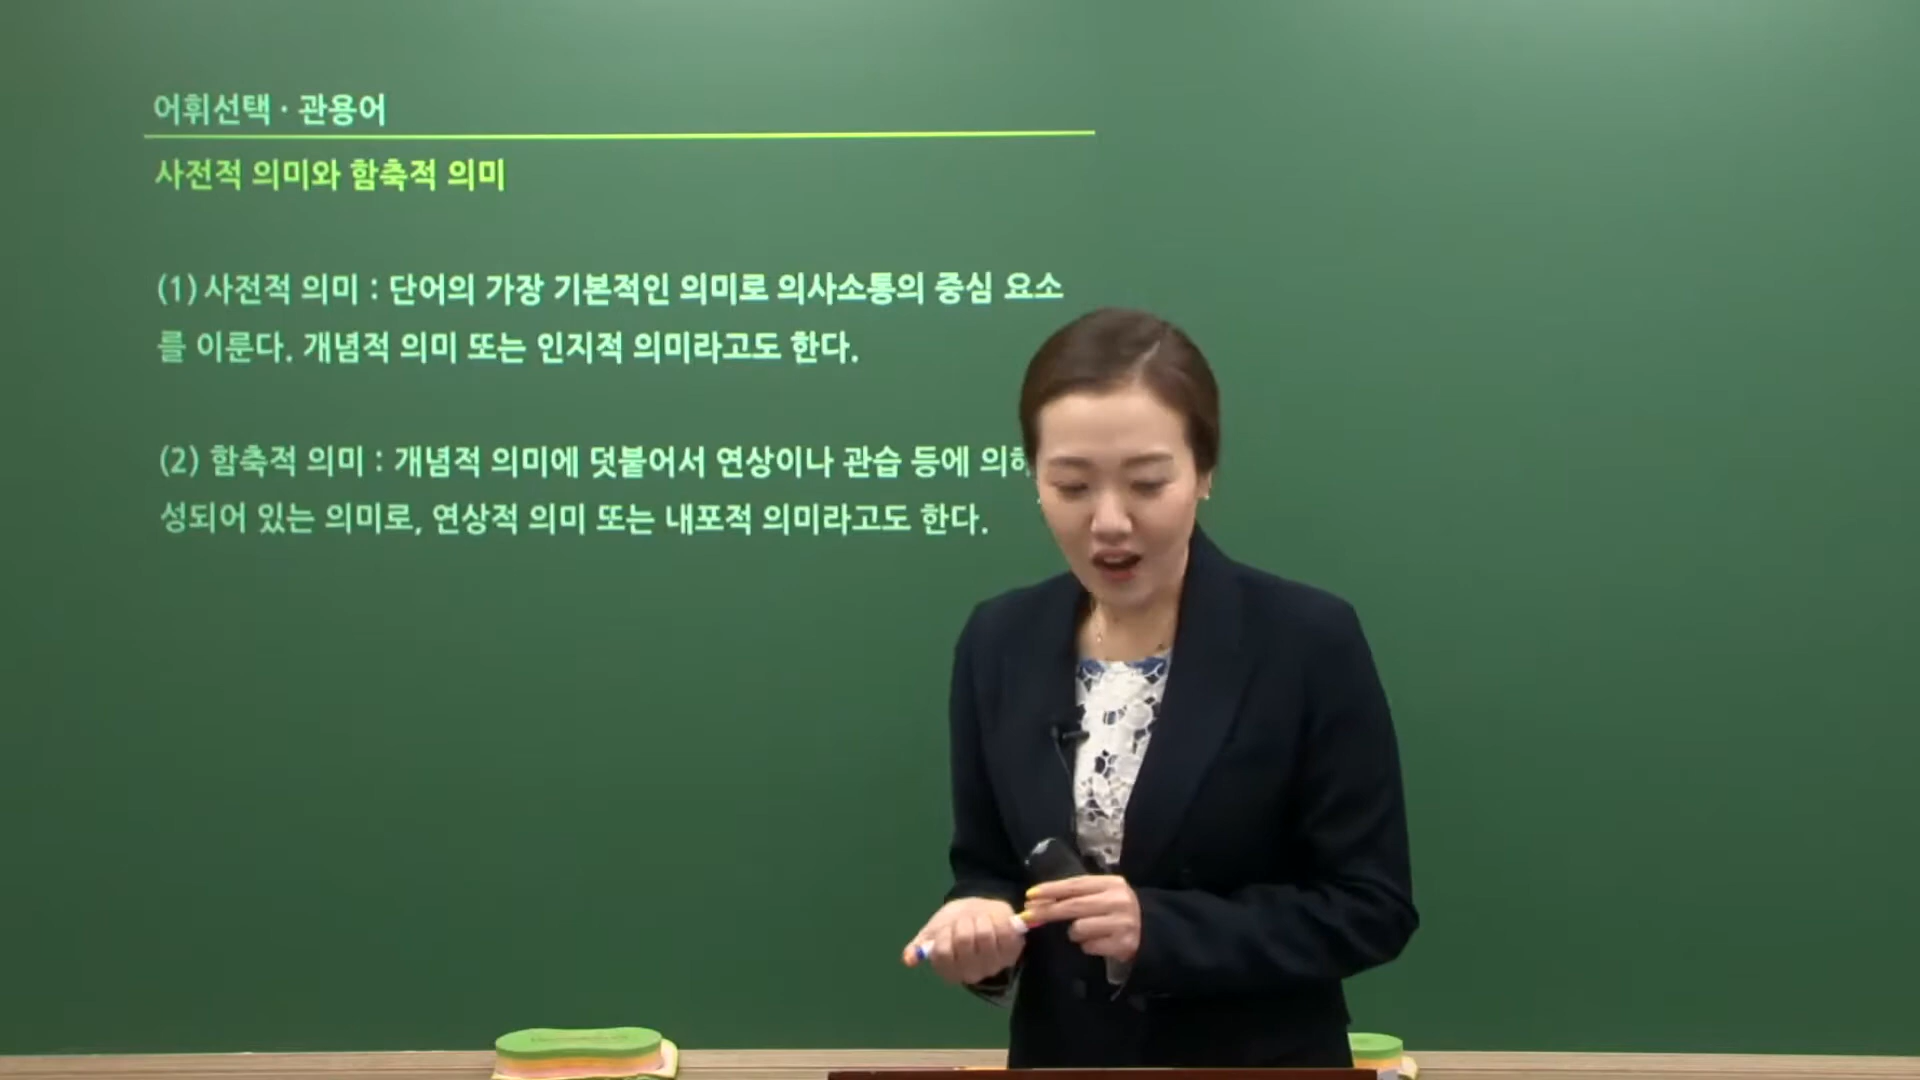 어휘선택 · 관용어
사전적 의미와 함축적 의미
(1) 사전적 의미 : 단어의 가장 기본적인 의미로 의사소통의 중심 요소
를 이룬다. 개념적 의미 또는 인지적 의미라고도 한다.
(2) 함축적 의미 : 개념적 의미에 덧붙어서 연상이나 관습 등에 의해
성되어 있는 의미로, 연상적 의미 또는 내포적 의미라고도 한다.